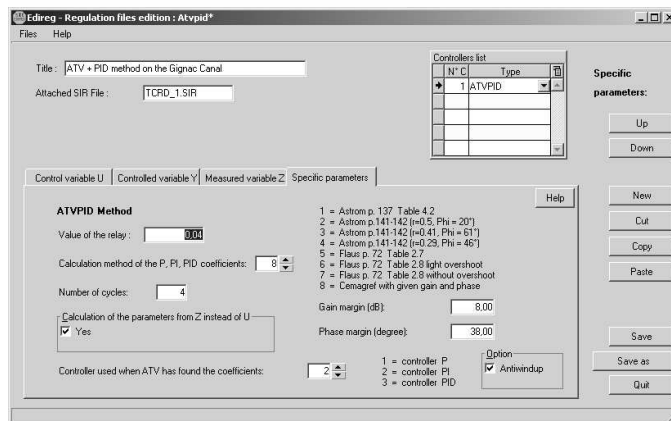 Edireg - Regulation files edition : Atvpid*
Files Help
Title : ATV + PID method on the Gignac Canal
Attached SIR File : TCRD_1.SIR
Controllers list
N° C Type
1 ATVPID
Specific
parameters:
Up
Down
New
Cut
Copy
Paste
Save
Save as
Quit
Control variable U Controlled variable Y Measured variable Z Specific parameters
Help
ATVPID Method
Value of the relay : 0,04
Calculation method of the P, PI, PID coefficients: 8
Number of cycles: 4
Calculation of the parameters from Z instead of U
Yes
Controller used when ATV has found the coefficients: 2
1 = Astrom p. 137 Table 4.2
2 = Astrom p.141-142 (r=0.5, Phi = 20°)
3 = Astrom p.141-142 (r=0.41, Phi = 61°)
4 = Astrom p.141-142 (r=0.29, Phi = 46°)
5 = Flaus p. 72 Table 2.7
6 = Flaus p. 72 Table 2.8 light overshoot
7 = Flaus p. 72 Table 2.8 without overshoot
8 = Cemagref with given gain and phase
Gain margin (dB): 8,00
Phase margin (degree): 38,00
1 = controller P
2 = controller PI
3 = controller PID
Option
Antiwindup